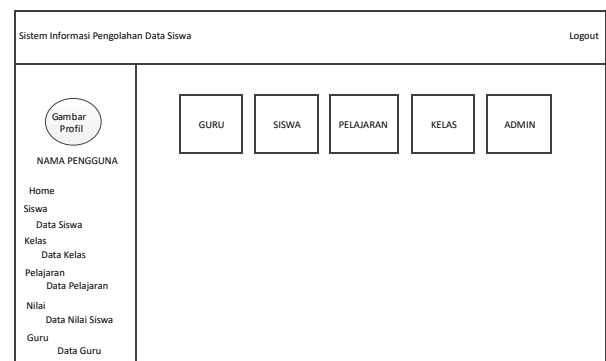 Sistem Informasi Pengolahan Data Siswa
Logout
Gambar
Profil
NAMA PENGGUNA
Home
Siswa
Data Siswa
Kelas
Data Kelas
Pelajaran
Data Pelajaran
Nilai
Data Nilai Siswa
Guru
Data Guru
GURU
SISWA
PELAJARAN
KELAS
ADMIN